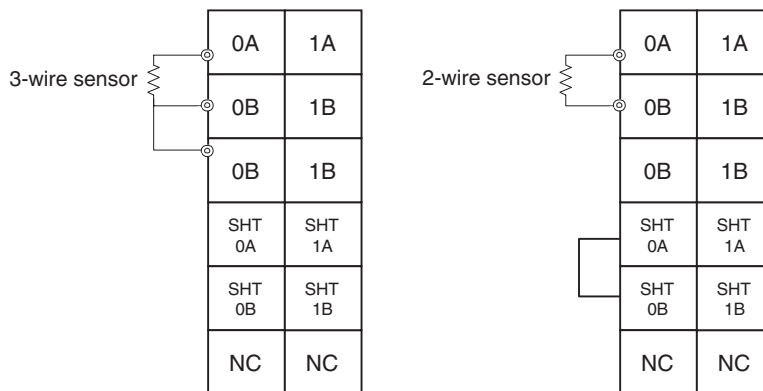 3-wire sensor
0A 1A
0B 1B
0B 1B
SHT 0A SHT 1A
SHT 0B SHT 1B
NC NC
2-wire sensor
0A 1A
0B 1B
0B 1B
SHT 0A SHT 1A
SHT 0B SHT 1B
NC NC